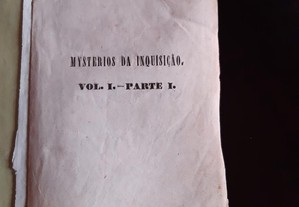 MYSTERIOS DA INQUISIÇÃO.
VOL. I.—PARTE I.